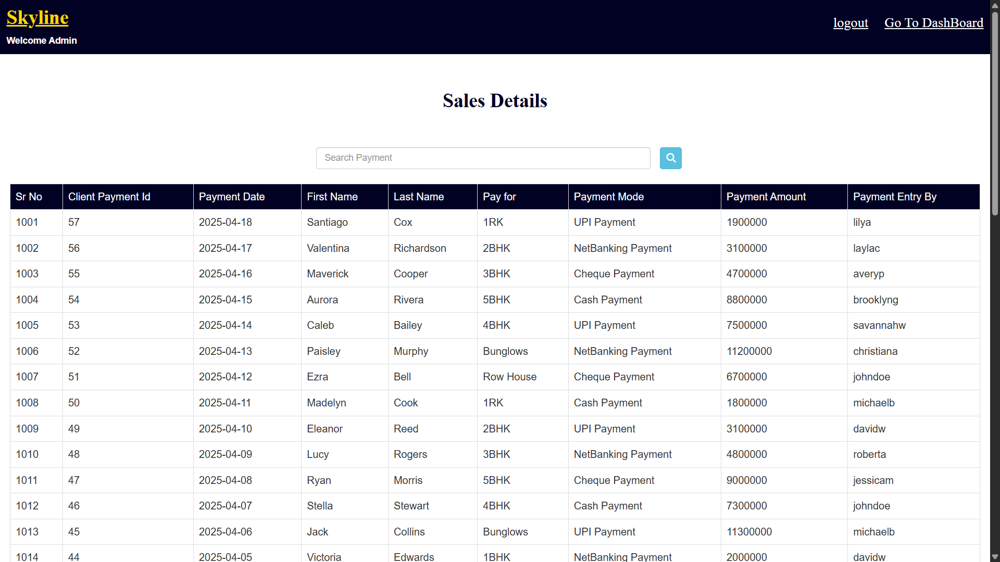 Skyline
Welcome Admin
logout Go To DashBoard
Sales Details
Search Payment
Sr No Client Payment Id Payment Date First Name Last Name Pay for Payment Mode Payment Amount Payment Entry By
1001 57 2025-04-18 Santiago Cox 1RK UPI Payment 1900000 lilya
1002 56 2025-04-17 Valentina Richardson 2BHK NetBanking Payment 3100000 laylac
1003 55 2025-04-16 Maverick Cooper 3BHK Cheque Payment 4700000 averyp
1004 54 2025-04-15 Aurora Rivera 5BHK Cash Payment 8800000 brooklyng
1005 53 2025-04-14 Caleb Bailey 4BHK UPI Payment 7500000 savannahw
1006 52 2025-04-13 Paisley Murphy Bunglows NetBanking Payment 11200000 christiana
1007 51 2025-04-12 Ezra Bell Row House Cheque Payment 6700000 johndoe
1008 50 2025-04-11 Madelyn Cook 1RK Cash Payment 1800000 michaelb
1009 49 2025-04-10 Eleanor Reed 2BHK UPI Payment 3100000 davidw
1010 48 2025-04-09 Lucy Rogers 3BHK NetBanking Payment 4800000 roberta
1011 47 2025-04-08 Ryan Morris 5BHK Cheque Payment 9000000 jessicam
1012 46 2025-04-07 Stella Stewart 4BHK Cash Payment 7300000 johndoe
1013 45 2025-04-06 Jack Collins Bunglows UPI Payment 11300000 michaelb
1014 44 2025-04-05 Victoria Edwards 1BHK NetBanking Payment 2000000 davidw